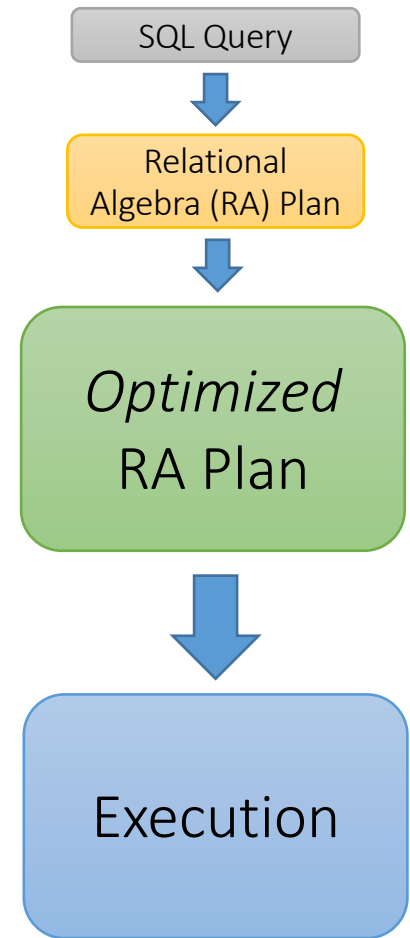 SQL Query
Relational
Algebra (RA) Plan
Optimized
RA Plan
Execution